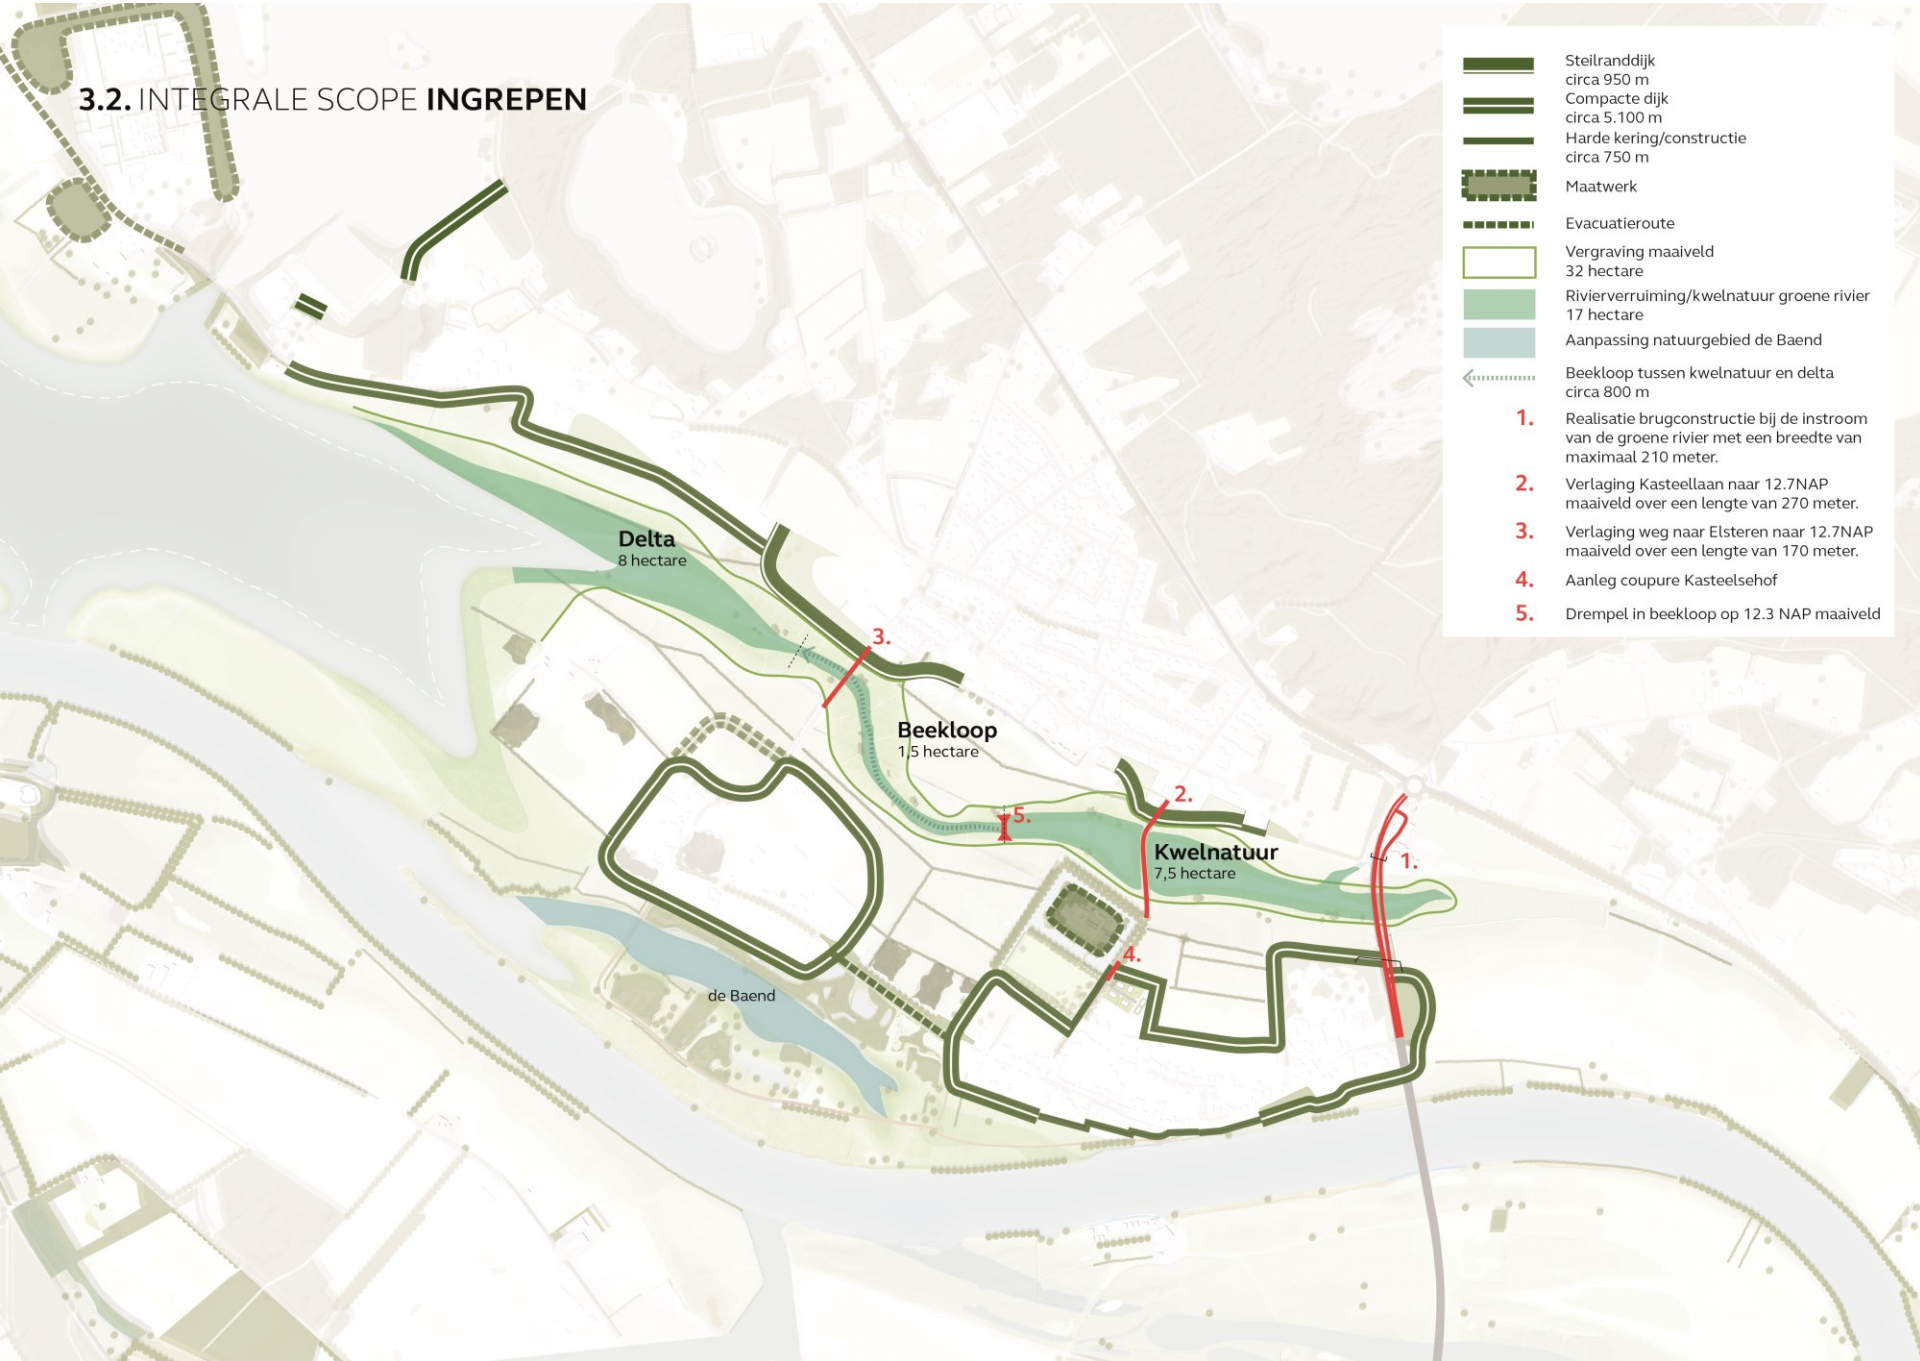 3.2. INTEGRALE SCOPE INGREPEN
Steilranddijk
circa 950 m
Compacte dijk
circa 5.100 m
Harde kering/constructie
circa 750 m
Maatwerk
Evacuatieroute
Vergraving maaiveld
32 hectare
Rivierverruiming/kwelnatuur groene rivier
17 hectare
Aanpassing natuurgebied de Baend
Beekloop tussen kwelnatuur en delta
circa 800 m
1. Realisatie brugconstructie bij de instroom
van de groene rivier met een breedte van
maximaal 210 meter.
2. Verlaging Kasteellaan naar 12.7NAP
maaiveld over een lengte van 270 meter.
3. Verlaging weg naar Elsteren naar 12.7NAP
maaiveld over een lengte van 170 meter.
4. Aanleg coupure Kasteelsehof
5. Drempel in beekloop op 12.3 NAP maaiveld
Delta
8 hectare
3.
Beekloop
1,5 hectare
2.
5.
Kwelnatuur
7,5 hectare
1.
4.
de Baend